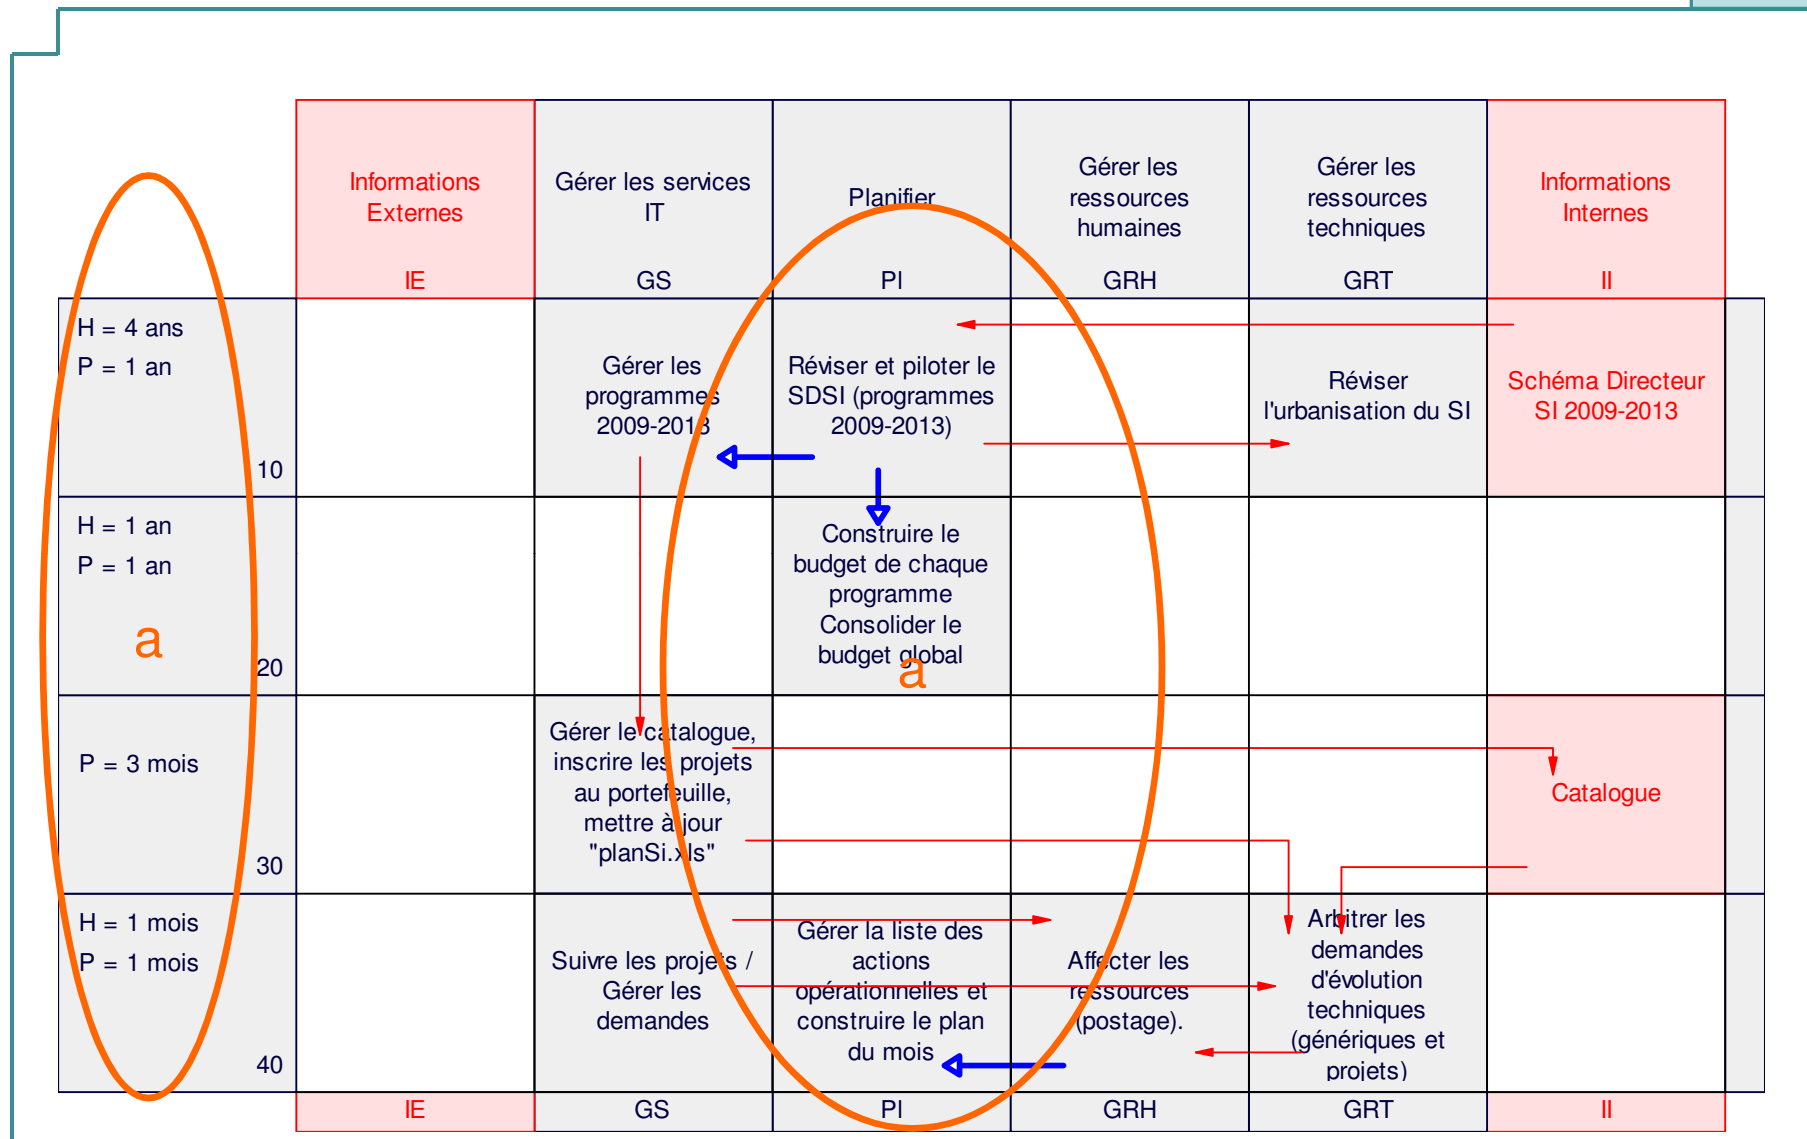 Informations
Externes
IE
Gérer les services
IT
GS
Planifier
PI
Gérer les
ressources
humaines
GRH
Gérer les
ressources
techniques
GRT
Informations
Internes
II
H = 4 ans
P = 1 an
10
Gérer les
programmes
2009-2013
Réviser et piloter le
SDSI (programmes
2009-2013)
Réviser
l'urbanisation du SI
Schéma Directeur
SI 2009-2013
H = 1 an
P = 1 an
a
20
Construire le
budget de chaque
programme
Consolider le
budget global
a
P = 3 mois
30
Gérer le catalogue,
inscrire les projets
au portefeuille,
mettre à jour
"planSi.xls"
Catalogue
H = 1 mois
P = 1 mois
40
Suivre les projets /
Gérer les
demandes
Gérer la liste des
actions
opérationnelles et
construire le plan
du mois
Affecter les
ressources
(postage).
Arbitrer les
demandes
d'évolution
techniques
(génériques et
projets)
IE
GS
PI
GRH
GRT
II